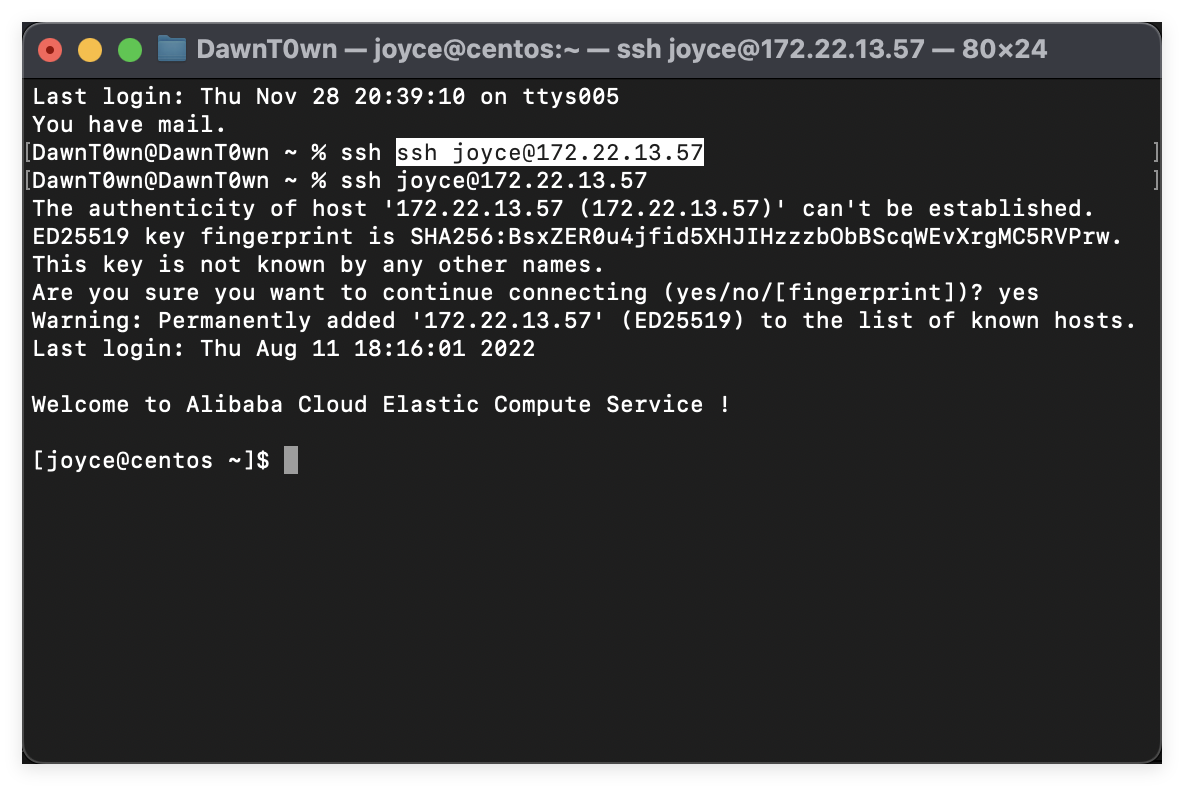 DawnT0wn — joyce@centos:~ — ssh joyce@172.22.13.57 — 80×24
Last login: Thu Nov 28 20:39:10 on ttys005
You have mail.
[DawnT0wn@DawnT0wn ~ % ssh ssh joyce@172.22.13.57 ]
[DawnT0wn@DawnT0wn ~ % ssh joyce@172.22.13.57 ]
The authenticity of host '172.22.13.57 (172.22.13.57)' can't be established.
ED25519 key fingerprint is SHA256:BsxZER0u4jfid5XHJIHzzzbObBScqWEvXrgMC5RVPrw.
This key is not known by any other names.
Are you sure you want to continue connecting (yes/no/[fingerprint])? yes
Warning: Permanently added '172.22.13.57' (ED25519) to the list of known hosts.
Last login: Thu Aug 11 18:16:01 2022
Welcome to Alibaba Cloud Elastic Compute Service !
[joyce@centos ~]$